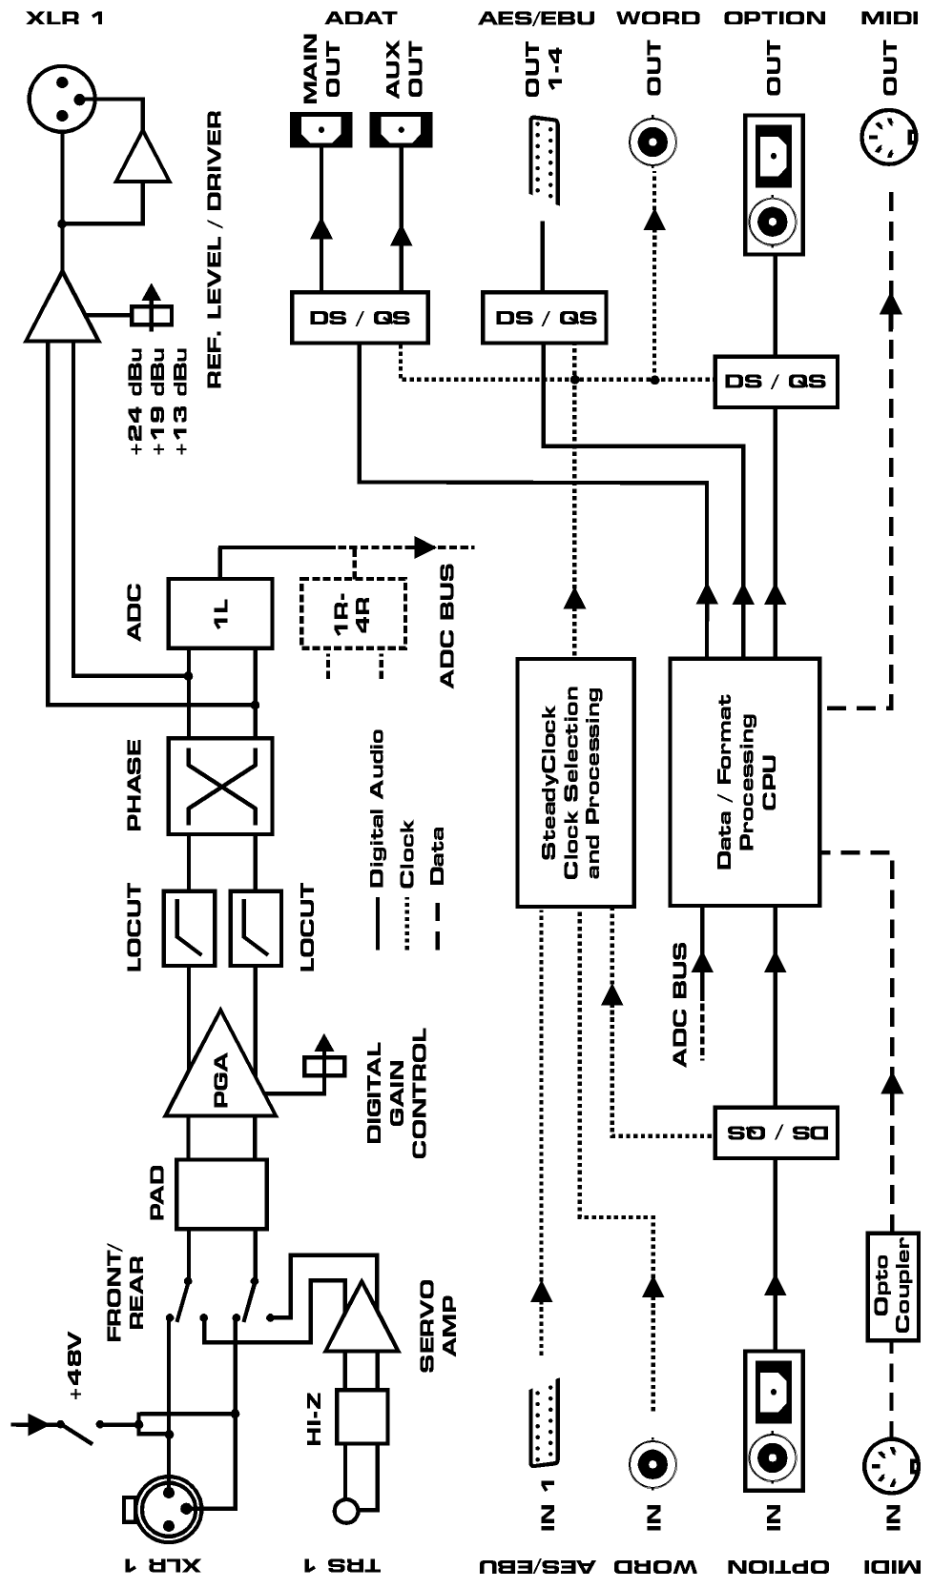 XLR 1
ADAT
AES/EBU
WORD
OPTION
MIDI
MAIN
OUT
AUX
OUT
OUT
1-4
OUT
OUT
OUT
REF. LEVEL / DRIVER
+24 dBu
+19 dBu
+13 dBu
DS / QS
DS / QS
DS / QS
ADC
1L
1R-
4R
ADC BUS
PHASE
Digital Audio
Clock
Data
SteadyClock
Clock Selection
and Processing
Data / Format
Processing
CPU
LOCUT
LOCUT
ADC BUS
PGA
DIGITAL
GAIN
CONTROL
DS / QS
PAD
FRONT/
REAR
+48V
SERVO
AMP
HI-Z
Opto
Coupler
IN 1
IN
IN
IN
XLR 1
TRS 1
AES/EBU
WORD
OPTION
MIDI